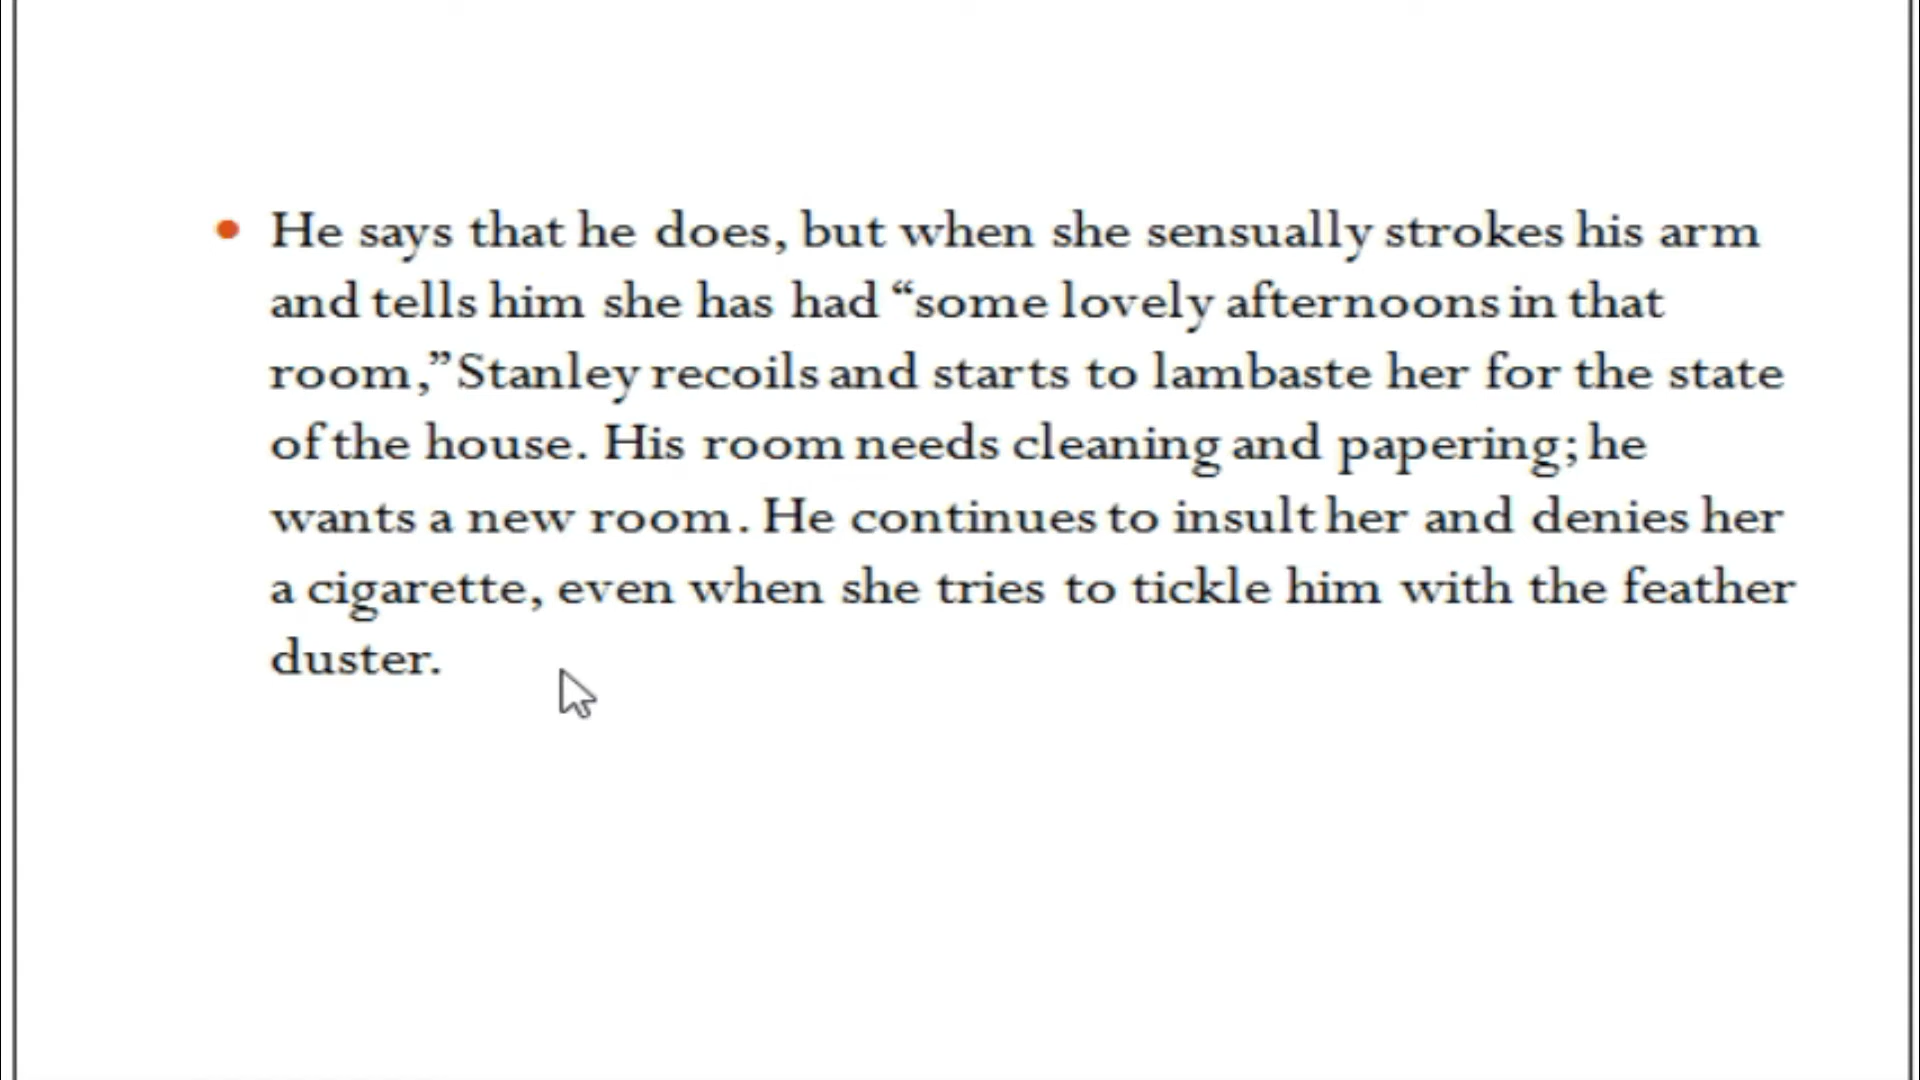 • He says that he does, but when she sensually strokes his arm
and tells him she has had “some lovely afternoons in that
room,” Stanley recoils and starts to lambaste her for the state
of the house. His room needs cleaning and papering; he
wants a new room. He continues to insult her and denies her
a cigarette, even when she tries to tickle him with the feather
duster.